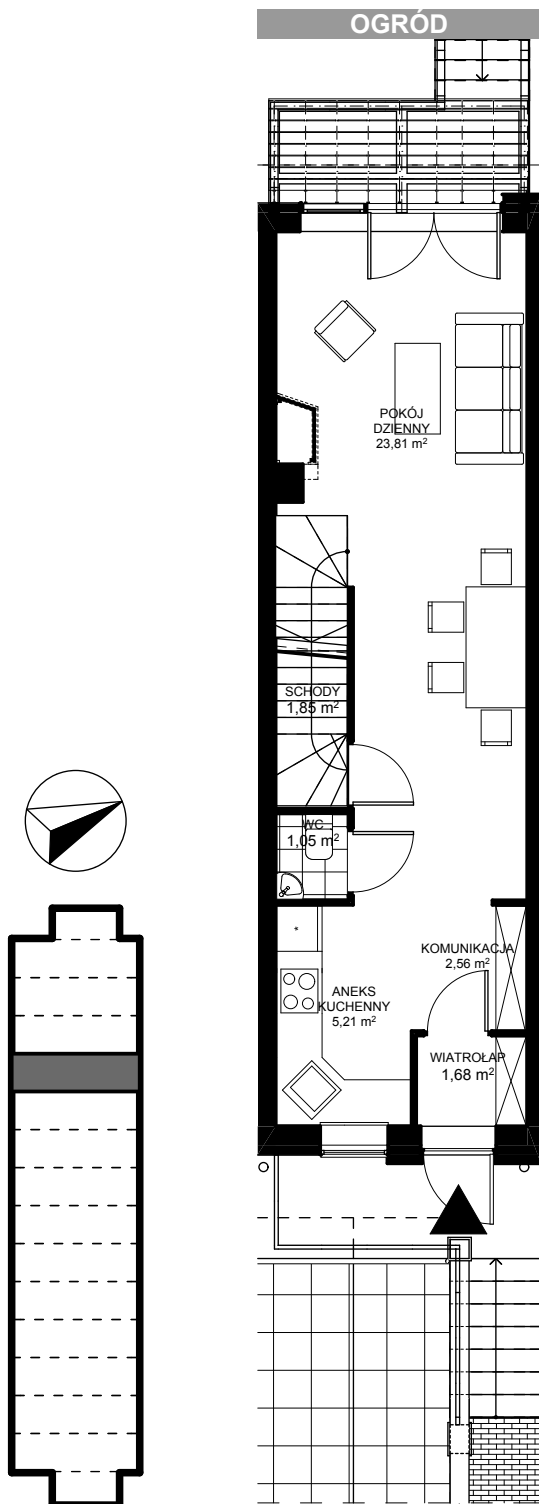 OGRÓD
POKÓJ
DZIENNY
23,81 m²
SCHODY
1,85 m²
WC
1,05 m²
KOMUNIKACJA
2,56 m²
ANEKS
KUCHENNY
5,21 m²
WIATROŁAP
1,68 m²